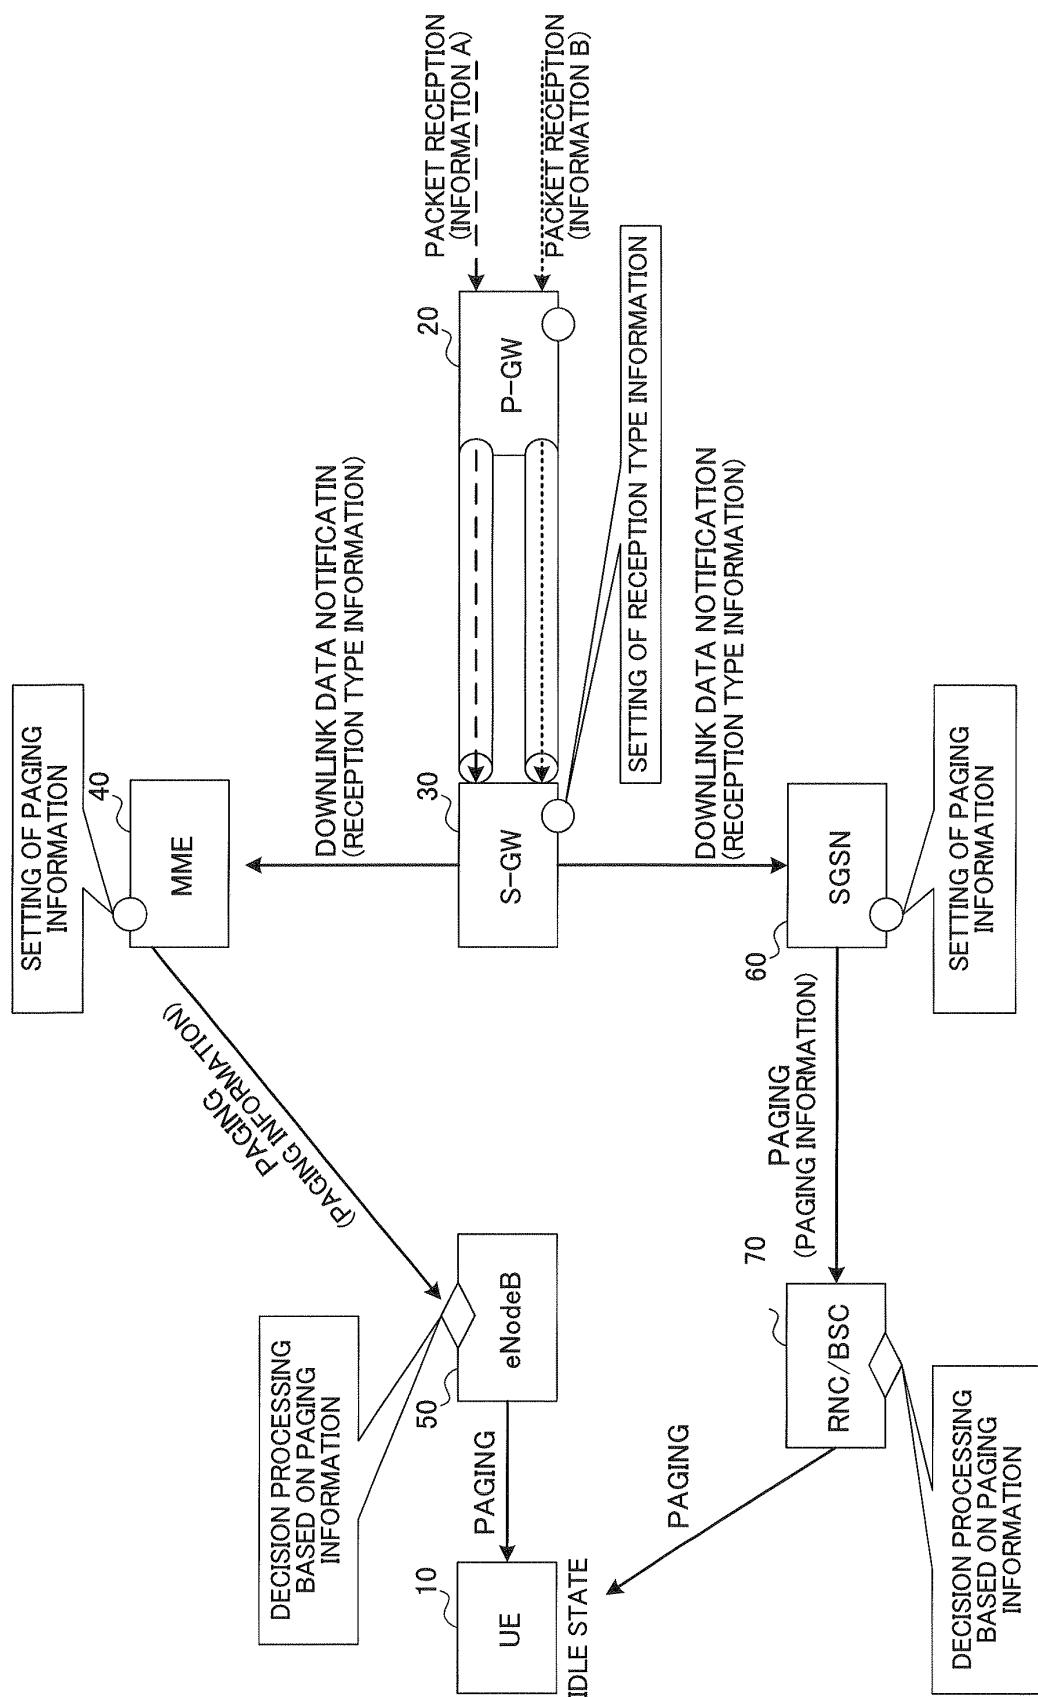 DECISION PROCESSING
BASED ON PAGING
INFORMATION
SETTING OF PAGING
INFORMATION
40
MME
PAGING
(PAGING INFORMATION)
DOWNLINK DATA NOTIFICATIN
(RECEPTION TYPE INFORMATION)
10
UE
IDLE STATE
PAGING
50
eNodeB
30
S-GW
20
P-GW
PACKET RECEPTION
(INFORMATION A)
PACKET RECEPTION
(INFORMATION B)
SETTING OF RECEPTION TYPE INFORMATION
DOWNLINK DATA NOTIFICATION
(RECEPTION TYPE INFORMATION)
PAGING
70
RNC/BSC
PAGING
(PAGING INFORMATION)
60
SGSN
DECISION PROCESSING
BASED ON PAGING
INFORMATION
SETTING OF PAGING
INFORMATION